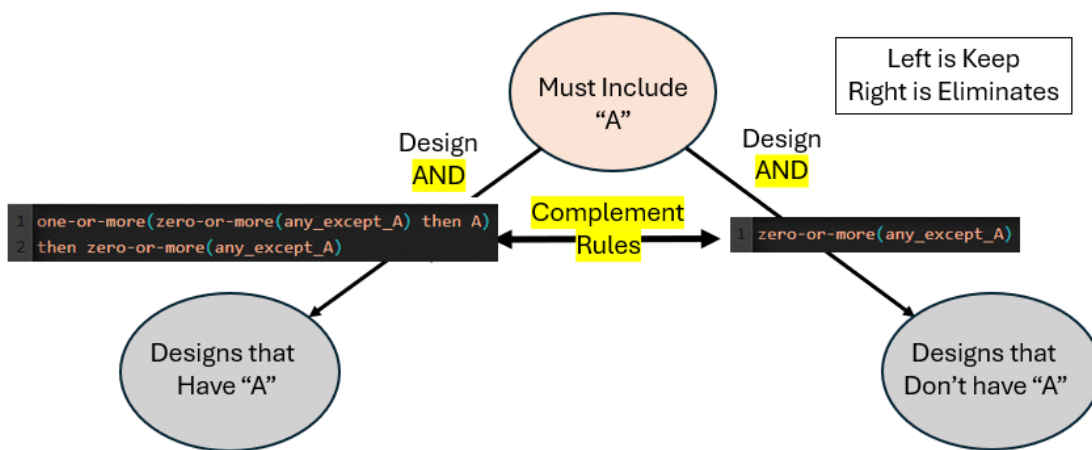 Must Include
“A”
Left is Keep
Right is Eliminates
Design
AND
Design
AND
1 one-or-more(zero-or-more(any_except_A) then A)
2 then zero-or-more(any_except_A)
Complement
Rules
1 zero-or-more(any_except_A)
Designs that
Have “A”
Designs that
Don’t have “A”